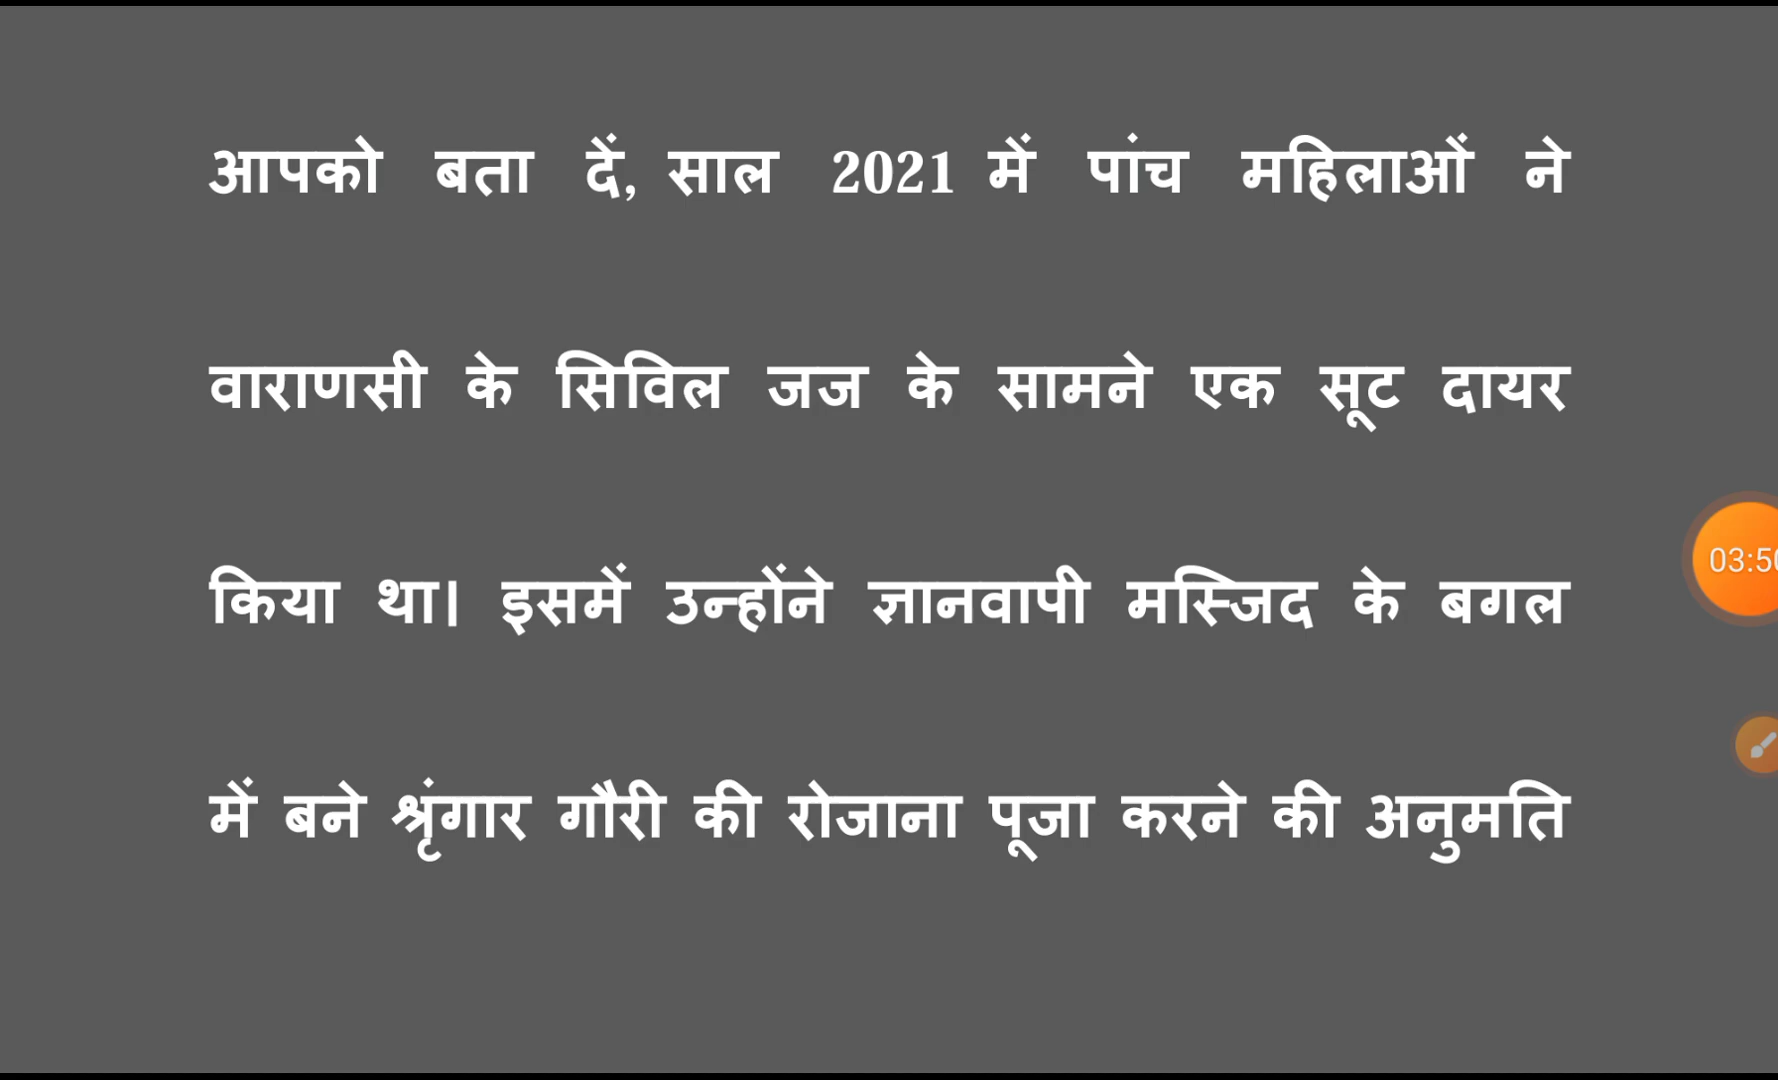 आपको बता दें, साल 2021 में पांच महिलाओं ने
वाराणसी के सिविल जज के सामने एक सूट दायर
किया था। इसमें उन्होंने ज्ञानवापी मस्जिद के बगल
में बने श्रृंगार गौरी की रोजाना पूजा करने की अनुमति